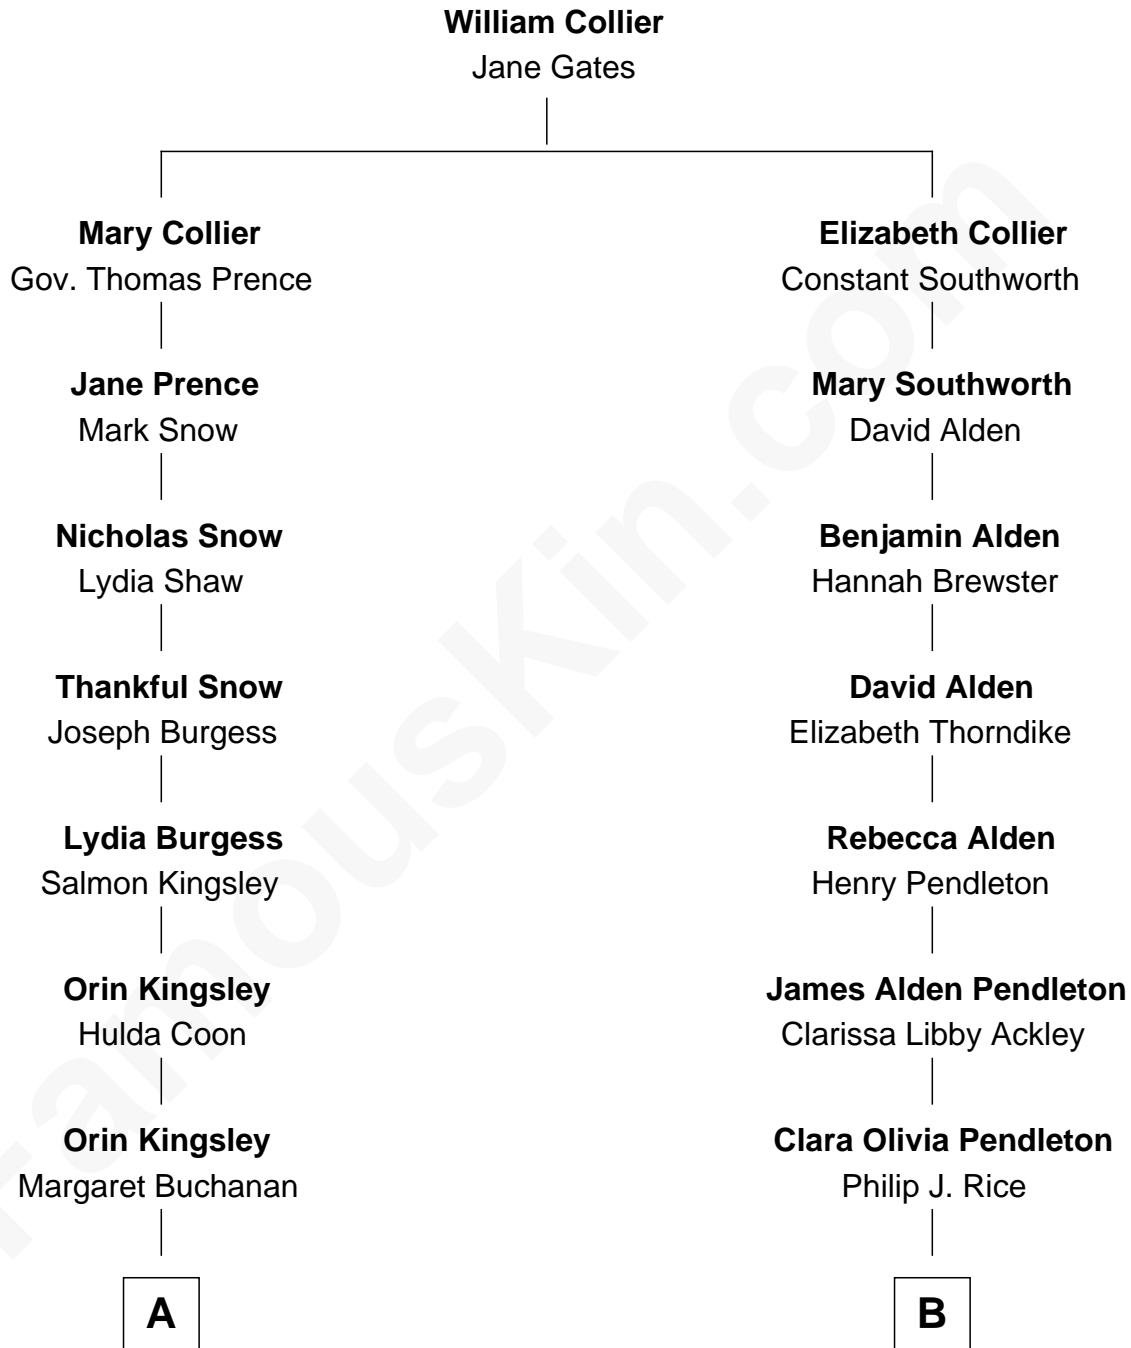 William Collier
Jane Gates
Mary Collier
Gov. Thomas Prence
Elizabeth Collier
Constant Southworth
Jane Prence
Mark Snow
Mary Southworth
David Alden
Nicholas Snow
Lydia Shaw
Benjamin Alden
Hannah Brewster
Thankful Snow
Joseph Burgess
David Alden
Elizabeth Thorndike
Lydia Burgess
Salmon Kingsley
Rebecca Alden
Henry Pendleton
Orin Kingsley
Hulda Coon
James Alden Pendleton
Clarissa Libby Ackley
Orin Kingsley
Margaret Buchanan
Clara Olivia Pendleton
Philip J. Rice
A
B
FamousKin.com